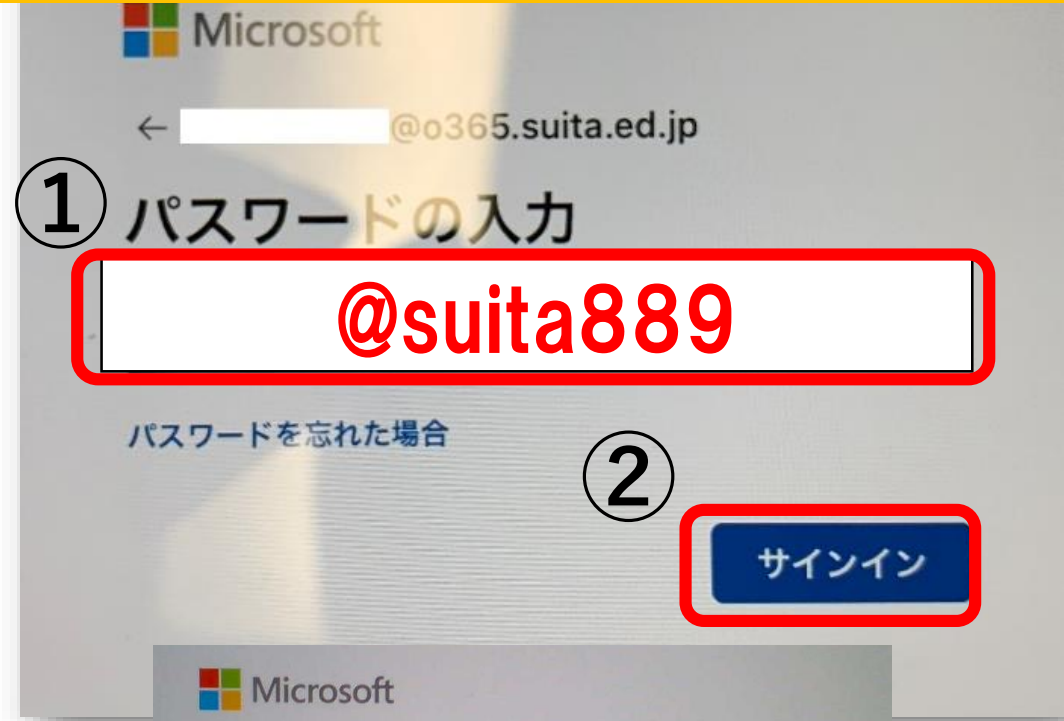 Microsoft
← @o365.suita.ed.jp
① パスワードの入力
@suita889
パスワードを忘れた場合
②
サインイン
Microsoft